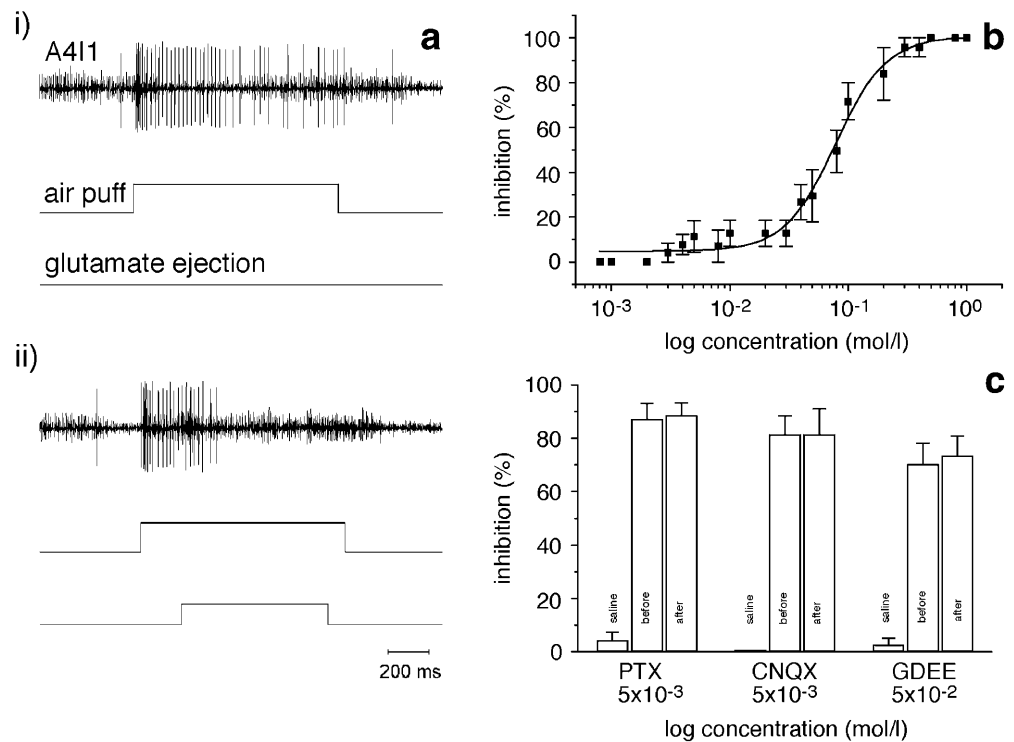 i)
a
A4I1
air puff
glutamate ejection
ii)
200 ms
b
100
80
60
40
20
0
inhibition (%)
10-3
10-2
10-1
100
log concentration (mol/l)
c
100
80
60
40
20
0
inhibition (%)
saline
before
after
saline
before
after
saline
before
after
PTX
5x10-3
CNQX
5x10-3
GDEE
5x10-2
log concentration (mol/l)